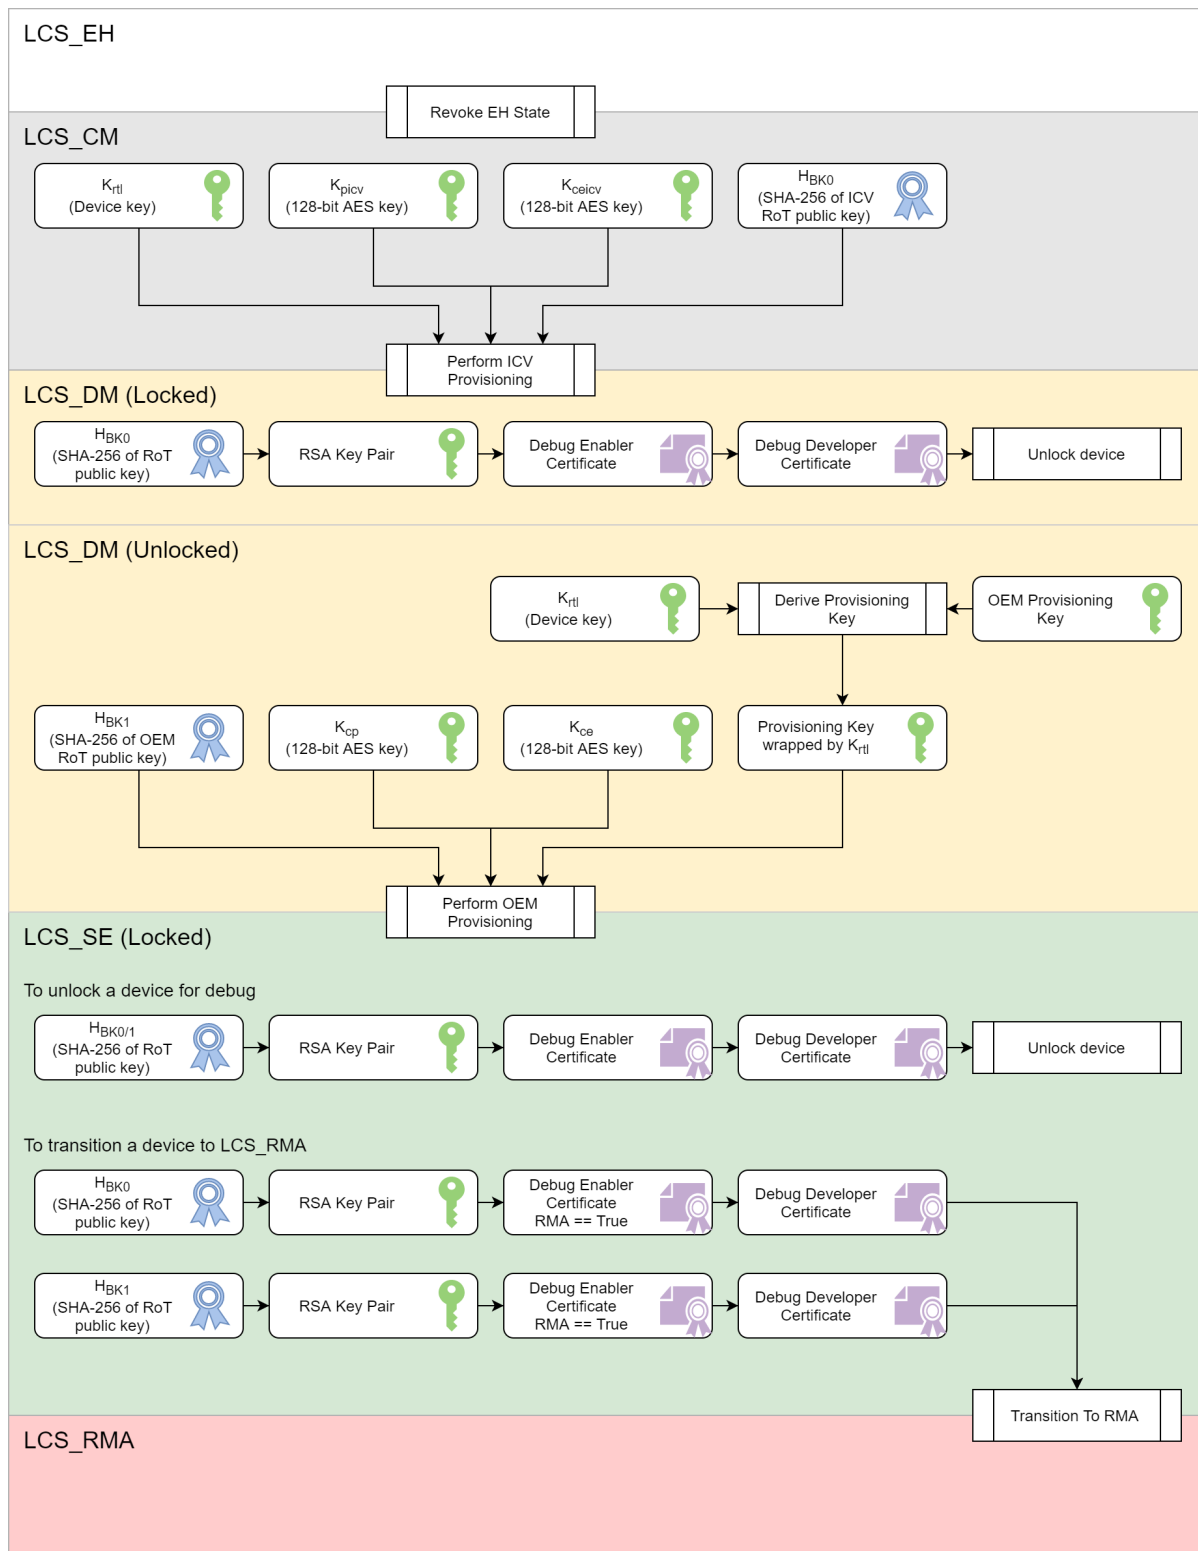 LCS_EH
Revoke EH State
LCS_CM
Krtl
(Device key)
Kpicv
(128-bit AES key)
Kceicv
(128-bit AES key)
HBK0
(SHA-256 of ICV
RoT public key)
Perform ICV
Provisioning
LCS_DM (Locked)
HBK0
(SHA-256 of RoT
public key)
RSA Key Pair
Debug Enabler
Certificate
Debug Developer
Certificate
Unlock device
LCS_DM (Unlocked)
Krtl
(Device key)
Derive Provisioning
Key
OEM Provisioning
Key
HBK1
(SHA-256 of OEM
RoT public key)
Kcp
(128-bit AES key)
Kce
(128-bit AES key)
Provisioning Key
wrapped by Krtl
Perform OEM
Provisioning
LCS_SE (Locked)
To unlock a device for debug
HBK0/1
(SHA-256 of RoT
public key)
RSA Key Pair
Debug Enabler
Certificate
Debug Developer
Certificate
Unlock device
To transition a device to LCS_RMA
HBK0
(SHA-256 of RoT
public key)
RSA Key Pair
Debug Enabler
Certificate
RMA == True
Debug Developer
Certificate
HBK1
(SHA-256 of RoT
public key)
RSA Key Pair
Debug Enabler
Certificate
RMA == True
Debug Developer
Certificate
Transition To RMA
LCS_RMA